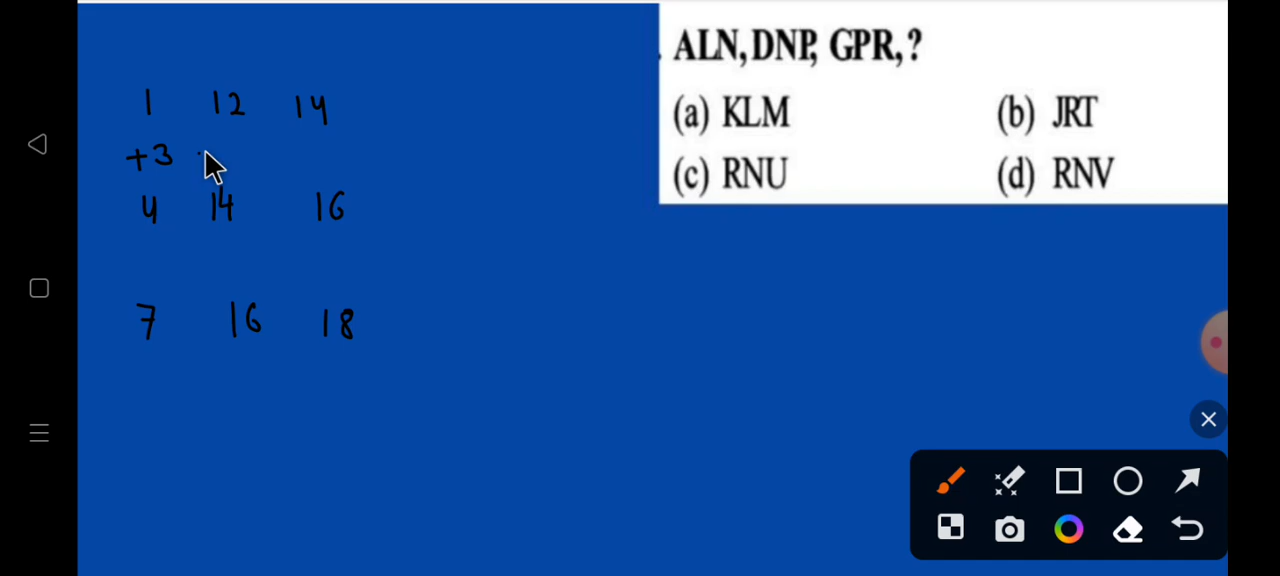 ALN, DNP, GPR, ?
(a) KLM (b) JRT
(c) RNU (d) RNV
1 12 14
+3
4 14 16
7 16 18